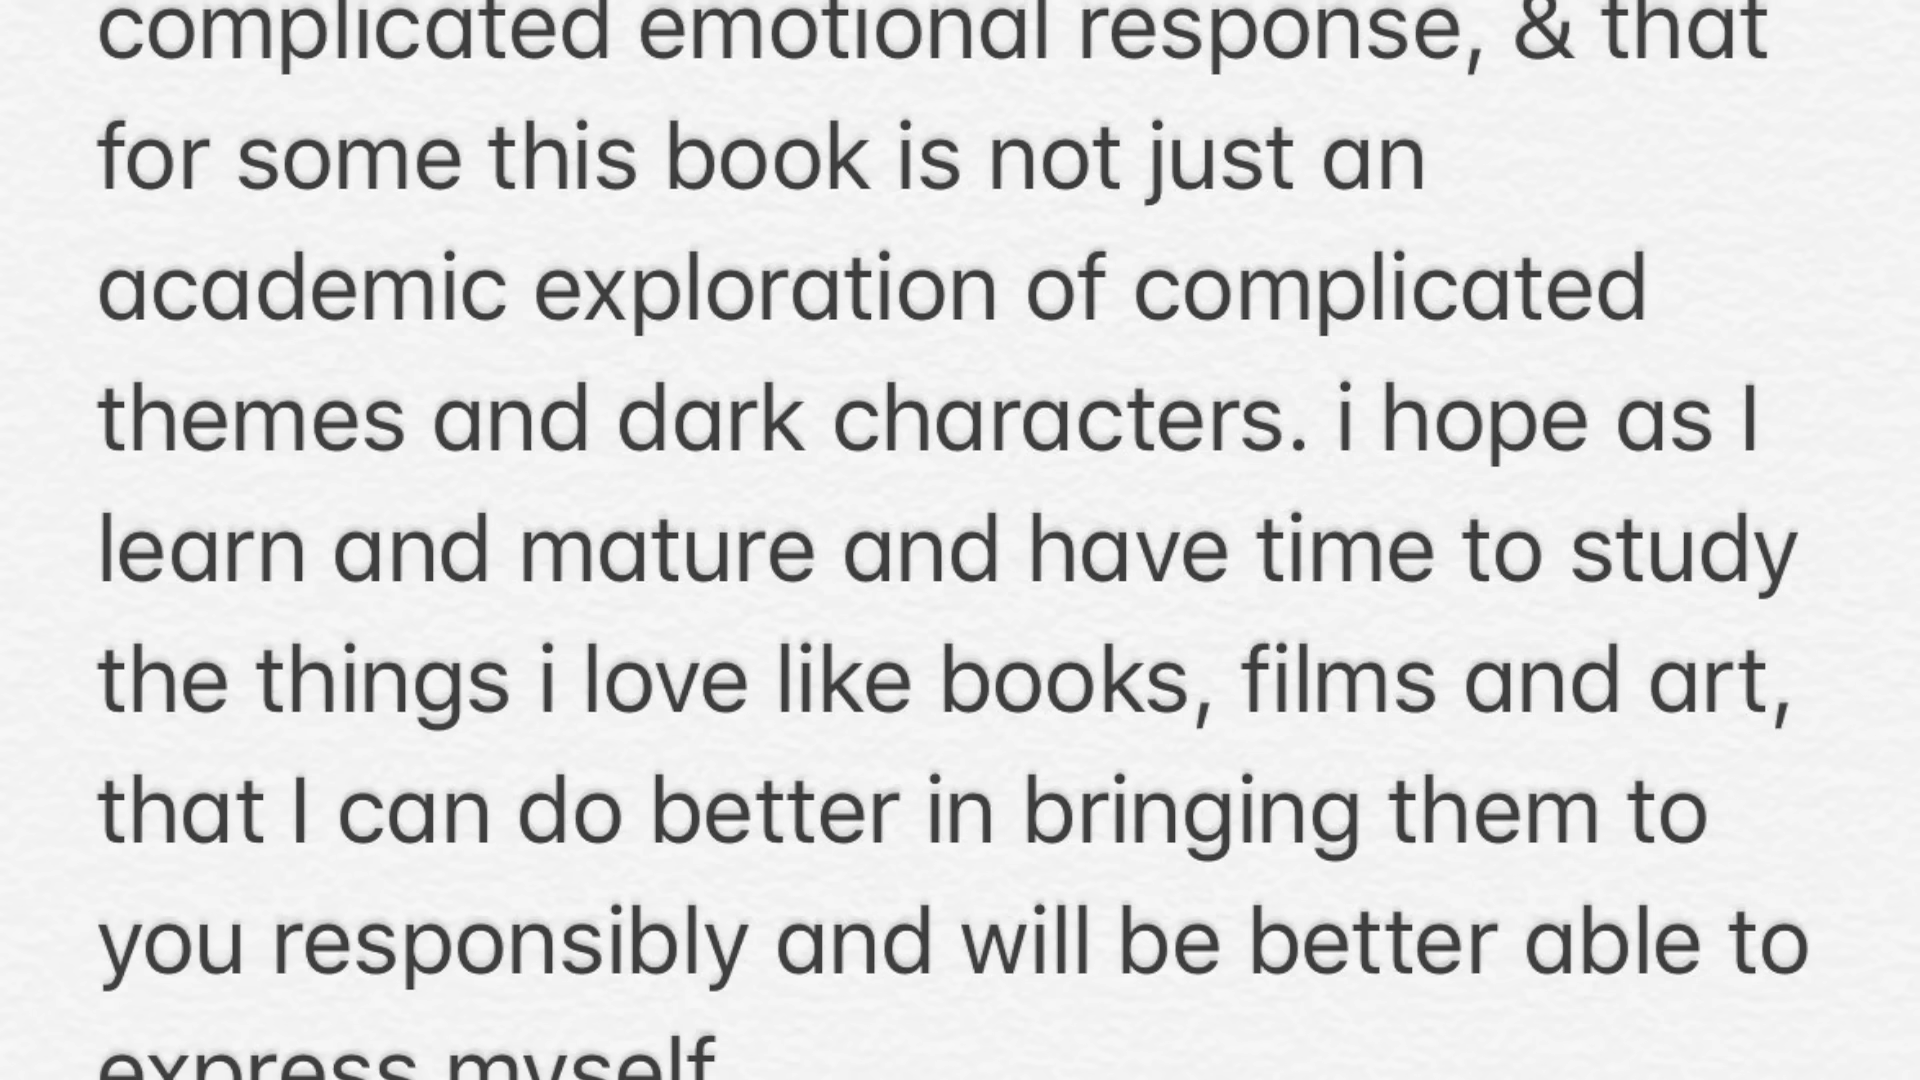 complicated emotional response, & that
for some this book is not just an
academic exploration of complicated
themes and dark characters. i hope as I
learn and mature and have time to study
the things i love like books, films and art,
that I can do better in bringing them to
you responsibly and will be better able to
express myself